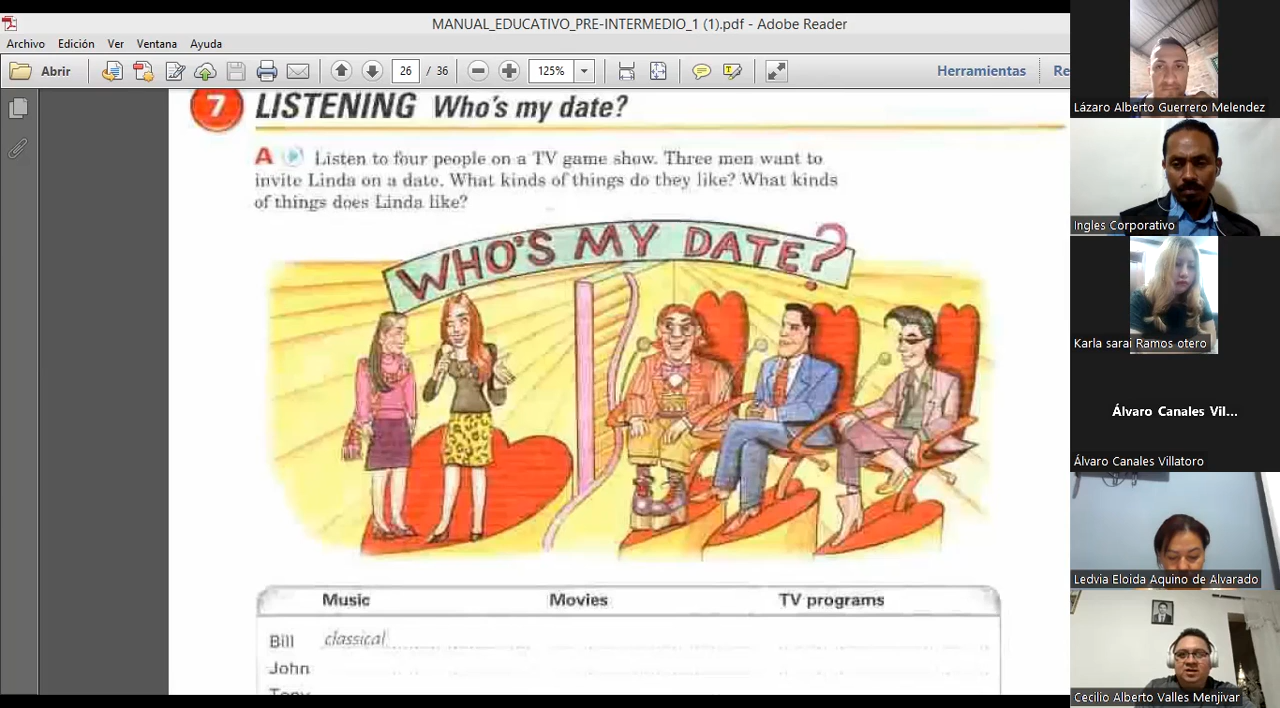 MANUAL_EDUCATIVO_PRE-INTERMEDIO_1 (1).pdf - Adobe Reader
Archivo Edición Ver Ventana Ayuda
Abrir 26 / 36 125% Herramientas Re
7 LISTENING Who's my date?
A Listen to four people on a TV game show. Three men want to
invite Linda on a date. What kinds of things do they like? What kinds
of things does Linda like?
WHO'S MY DATE?
Music Movies TV programs
Bill classical
John
Tony
Lázaro Alberto Guerrero Melendez
Ingles Corporativo
Karla sarai Ramos otero
Álvaro Canales Vil...
Álvaro Canales Villatoro
Ledvia Eloida Aquino de Alvarado
Cecilio Alberto Valles Menjivar